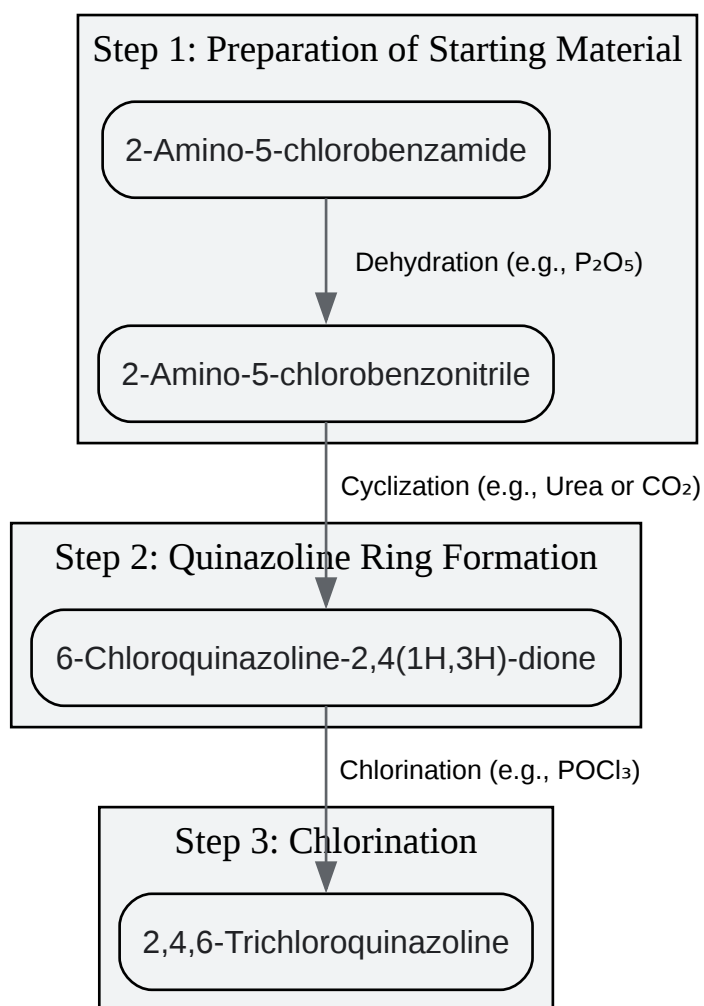 Step 1: Preparation of Starting Material
2-Amino-5-chlorobenzamide
Dehydration (e.g., P₂O₅)
2-Amino-5-chlorobenzonitrile
Cyclization (e.g., Urea or CO₂)
Step 2: Quinazoline Ring Formation
6-Chloroquinazoline-2,4(1H,3H)-dione
Chlorination (e.g., POCl₃)
Step 3: Chlorination
2,4,6-Trichloroquinazoline